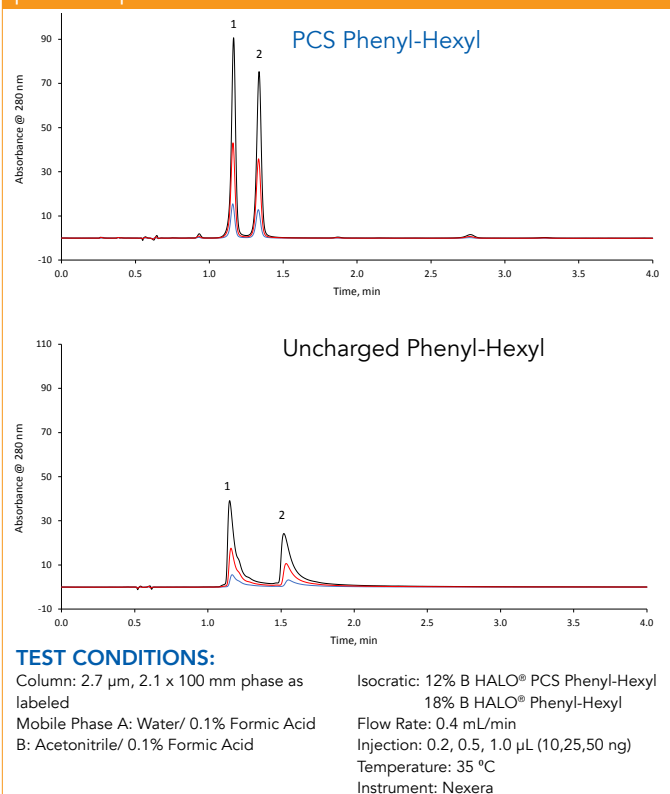 1
2
PCS Phenyl-Hexyl
Absorbance @ 280 nm
90
70
50
30
10
-10
0.0 0.5 1.0 1.5 2.0 2.5 3.0 3.5 4.0
Time, min
Uncharged Phenyl-Hexyl
Absorbance @ 280 nm
110
90
70
50
30
10
-10
1
2
0.0 0.5 1.0 1.5 2.0 2.5 3.0 3.5 4.0
Time, min
TEST CONDITIONS:
Column: 2.7 μm, 2.1 x 100 mm phase as
labeled
Mobile Phase A: Water/ 0.1% Formic Acid
B: Acetonitrile/ 0.1% Formic Acid
Isocratic: 12% B HALO® PCS Phenyl-Hexyl
18% B HALO® Phenyl-Hexyl
Flow Rate: 0.4 mL/min
Injection: 0.2, 0.5, 1.0 μL (10,25,50 ng)
Temperature: 35 ºC
Instrument: Nexera